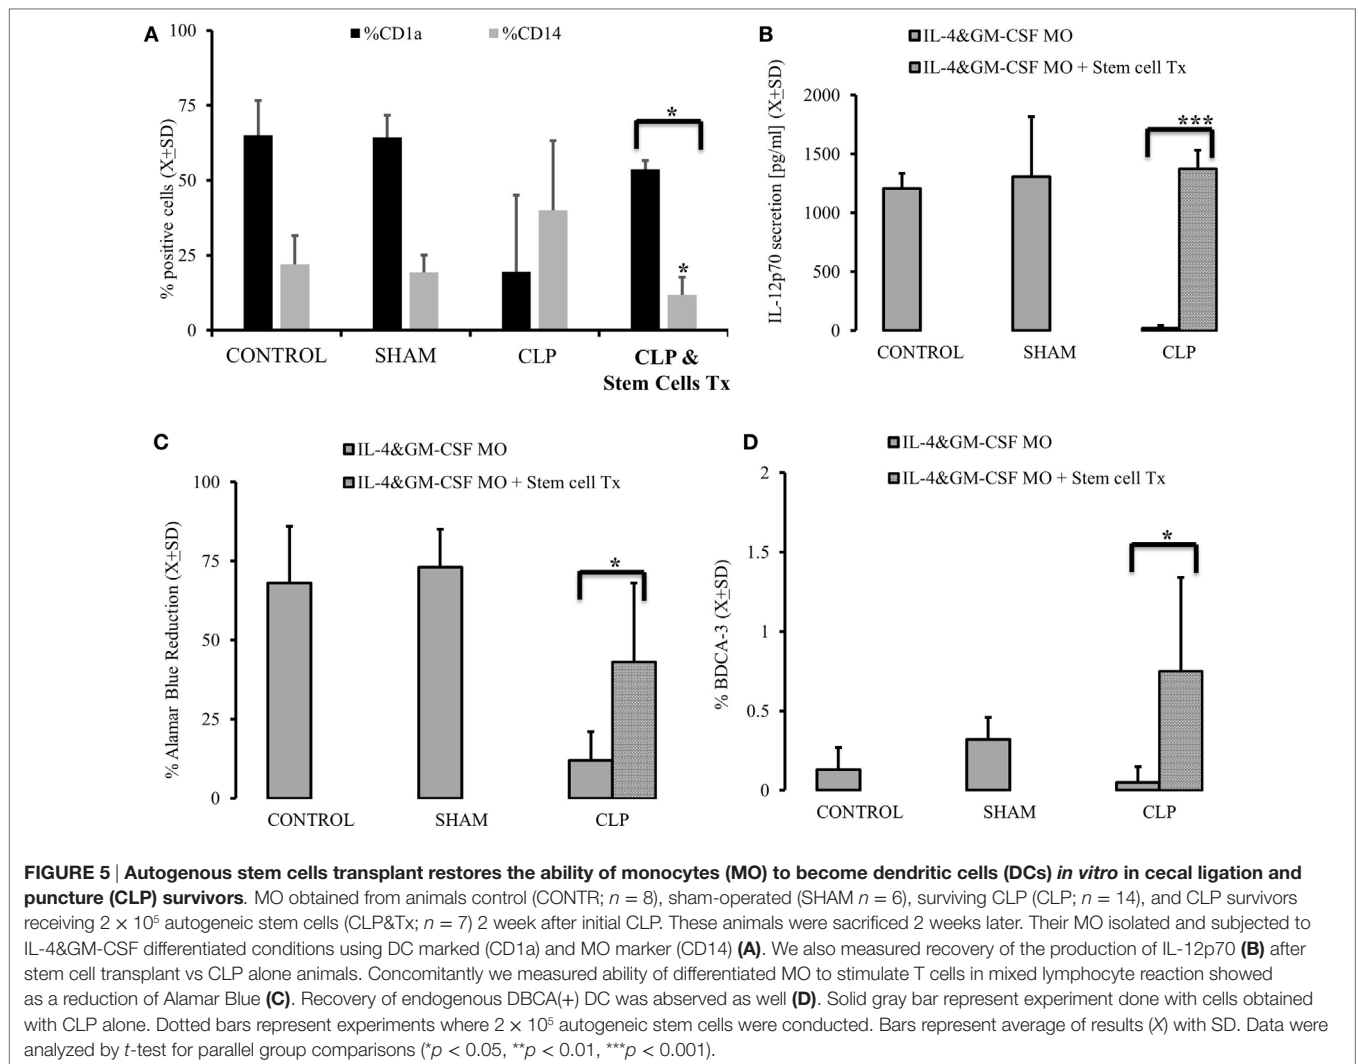 A
%CD1a
%CD14
% positive cells (X±SD)
100
75
50
25
0
*
*
CONTROL
SHAM
CLP
CLP &
Stem Cells Tx
B
IL-4&GM-CSF MO
IL-4&GM-CSF MO + Stem cell Tx
IL-12p70 secretion [pg/ml] (X±SD)
2000
1500
1000
500
0
***
CONTROL
SHAM
CLP
C
IL-4&GM-CSF MO
IL-4&GM-CSF MO + Stem cell Tx
% Alamar Blue Reduction (X±SD)
100
75
50
25
0
*
CONTROL
SHAM
CLP
D
IL-4&GM-CSF MO
IL-4&GM-CSF MO + Stem cell Tx
% BDCA-3 (X±SD)
2
1.5
1
0.5
0
*
CONTROL
SHAM
CLP
FIGURE 5 | Autogenous stem cells transplant restores the ability of monocytes (MO) to become dendritic cells (DCs) in vitro in cecal ligation and
puncture (CLP) survivors. MO obtained from animals control (CONTR; n = 8), sham-operated (SHAM n = 6), surviving CLP (CLP; n = 14), and CLP survivors
receiving 2 × 10⁵ autogeneic stem cells (CLP&Tx; n = 7) 2 week after initial CLP. These animals were sacrificed 2 weeks later. Their MO isolated and subjected to
IL-4&GM-CSF differentiated conditions using DC marked (CD1a) and MO marker (CD14) (A). We also measured recovery of the production of IL-12p70 (B) after
stem cell transplant vs CLP alone animals. Concomitantly we measured ability of differentiated MO to stimulate T cells in mixed lymphocyte reaction showed
as a reduction of Alamar Blue (C). Recovery of endogenous DBCA(+) DC was abserved as well (D). Solid gray bar represent experiment done with cells obtained
with CLP alone. Dotted bars represent experiments where 2 × 10⁵ autogeneic stem cells were conducted. Bars represent average of results (X) with SD. Data were
analyzed by t-test for parallel group comparisons (*p < 0.05, **p < 0.01, ***p < 0.001).